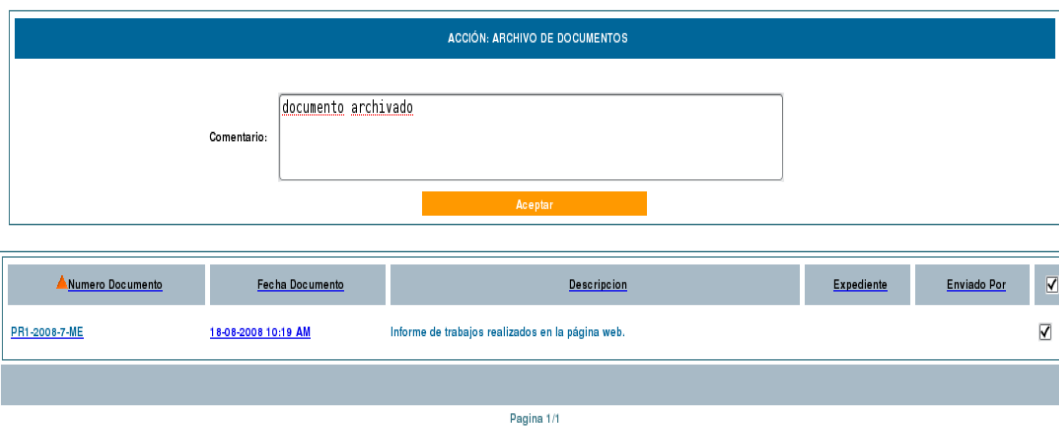 ACCIÓN: ARCHIVO DE DOCUMENTOS
documento archivado
Comentario:
Aceptar
Numero Documento Fecha Documento Descripcion Expediente Enviado Por
PR1-2008-7-ME 18-08-2008 10:19 AM Informe de trabajos realizados en la página web.
Pagina 1/1